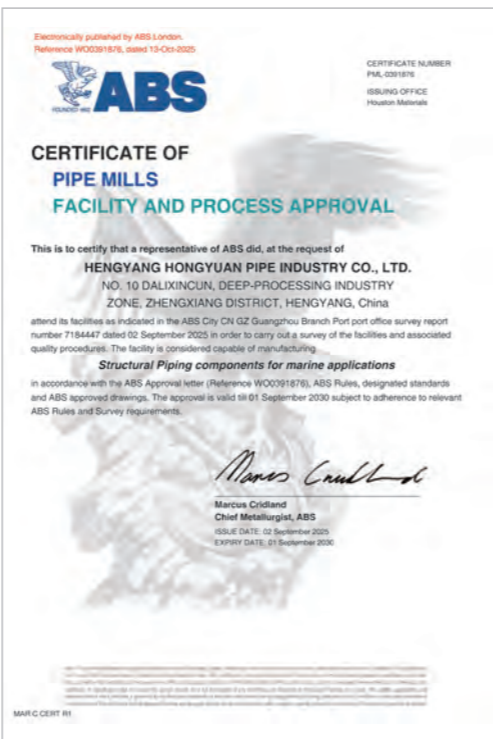 Electronically published by ABS London.
Reference WO0391876, dated 13-Oct-2025
ABS
FOUNDED 1862
CERTIFICATE NUMBER
PML-0391876
ISSUING OFFICE
Houston Materials
CERTIFICATE OF
PIPE MILLS
FACILITY AND PROCESS APPROVAL
This is to certify that a representative of ABS did, at the request of
HENGYANG HONGYUAN PIPE INDUSTRY CO., LTD.
NO. 10 DALIXINCUN, DEEP-PROCESSING INDUSTRY
ZONE, ZHENGXIANG DISTRICT, HENGYANG, China
attend its facilities as indicated in the ABS City CN GZ Guangzhou Branch Port port office survey report
number 7184447 dated 02 September 2025 in order to carry out a survey of the facilities and associated
quality procedures. The facility is considered capable of manufacturing
Structural Piping components for marine applications
in accordance with the ABS Approval letter (Reference WO0391876), ABS Rules, designated standards
and ABS approved drawings. The approval is valid till 01 September 2030 subject to adherence to relevant
ABS Rules and Survey requirements.
Marcus Cridland
Marcus Cridland
Chief Metallurgist, ABS
ISSUE DATE: 02 September 2025
EXPIRY DATE: 01 September 2030
MAR-C CERT R1